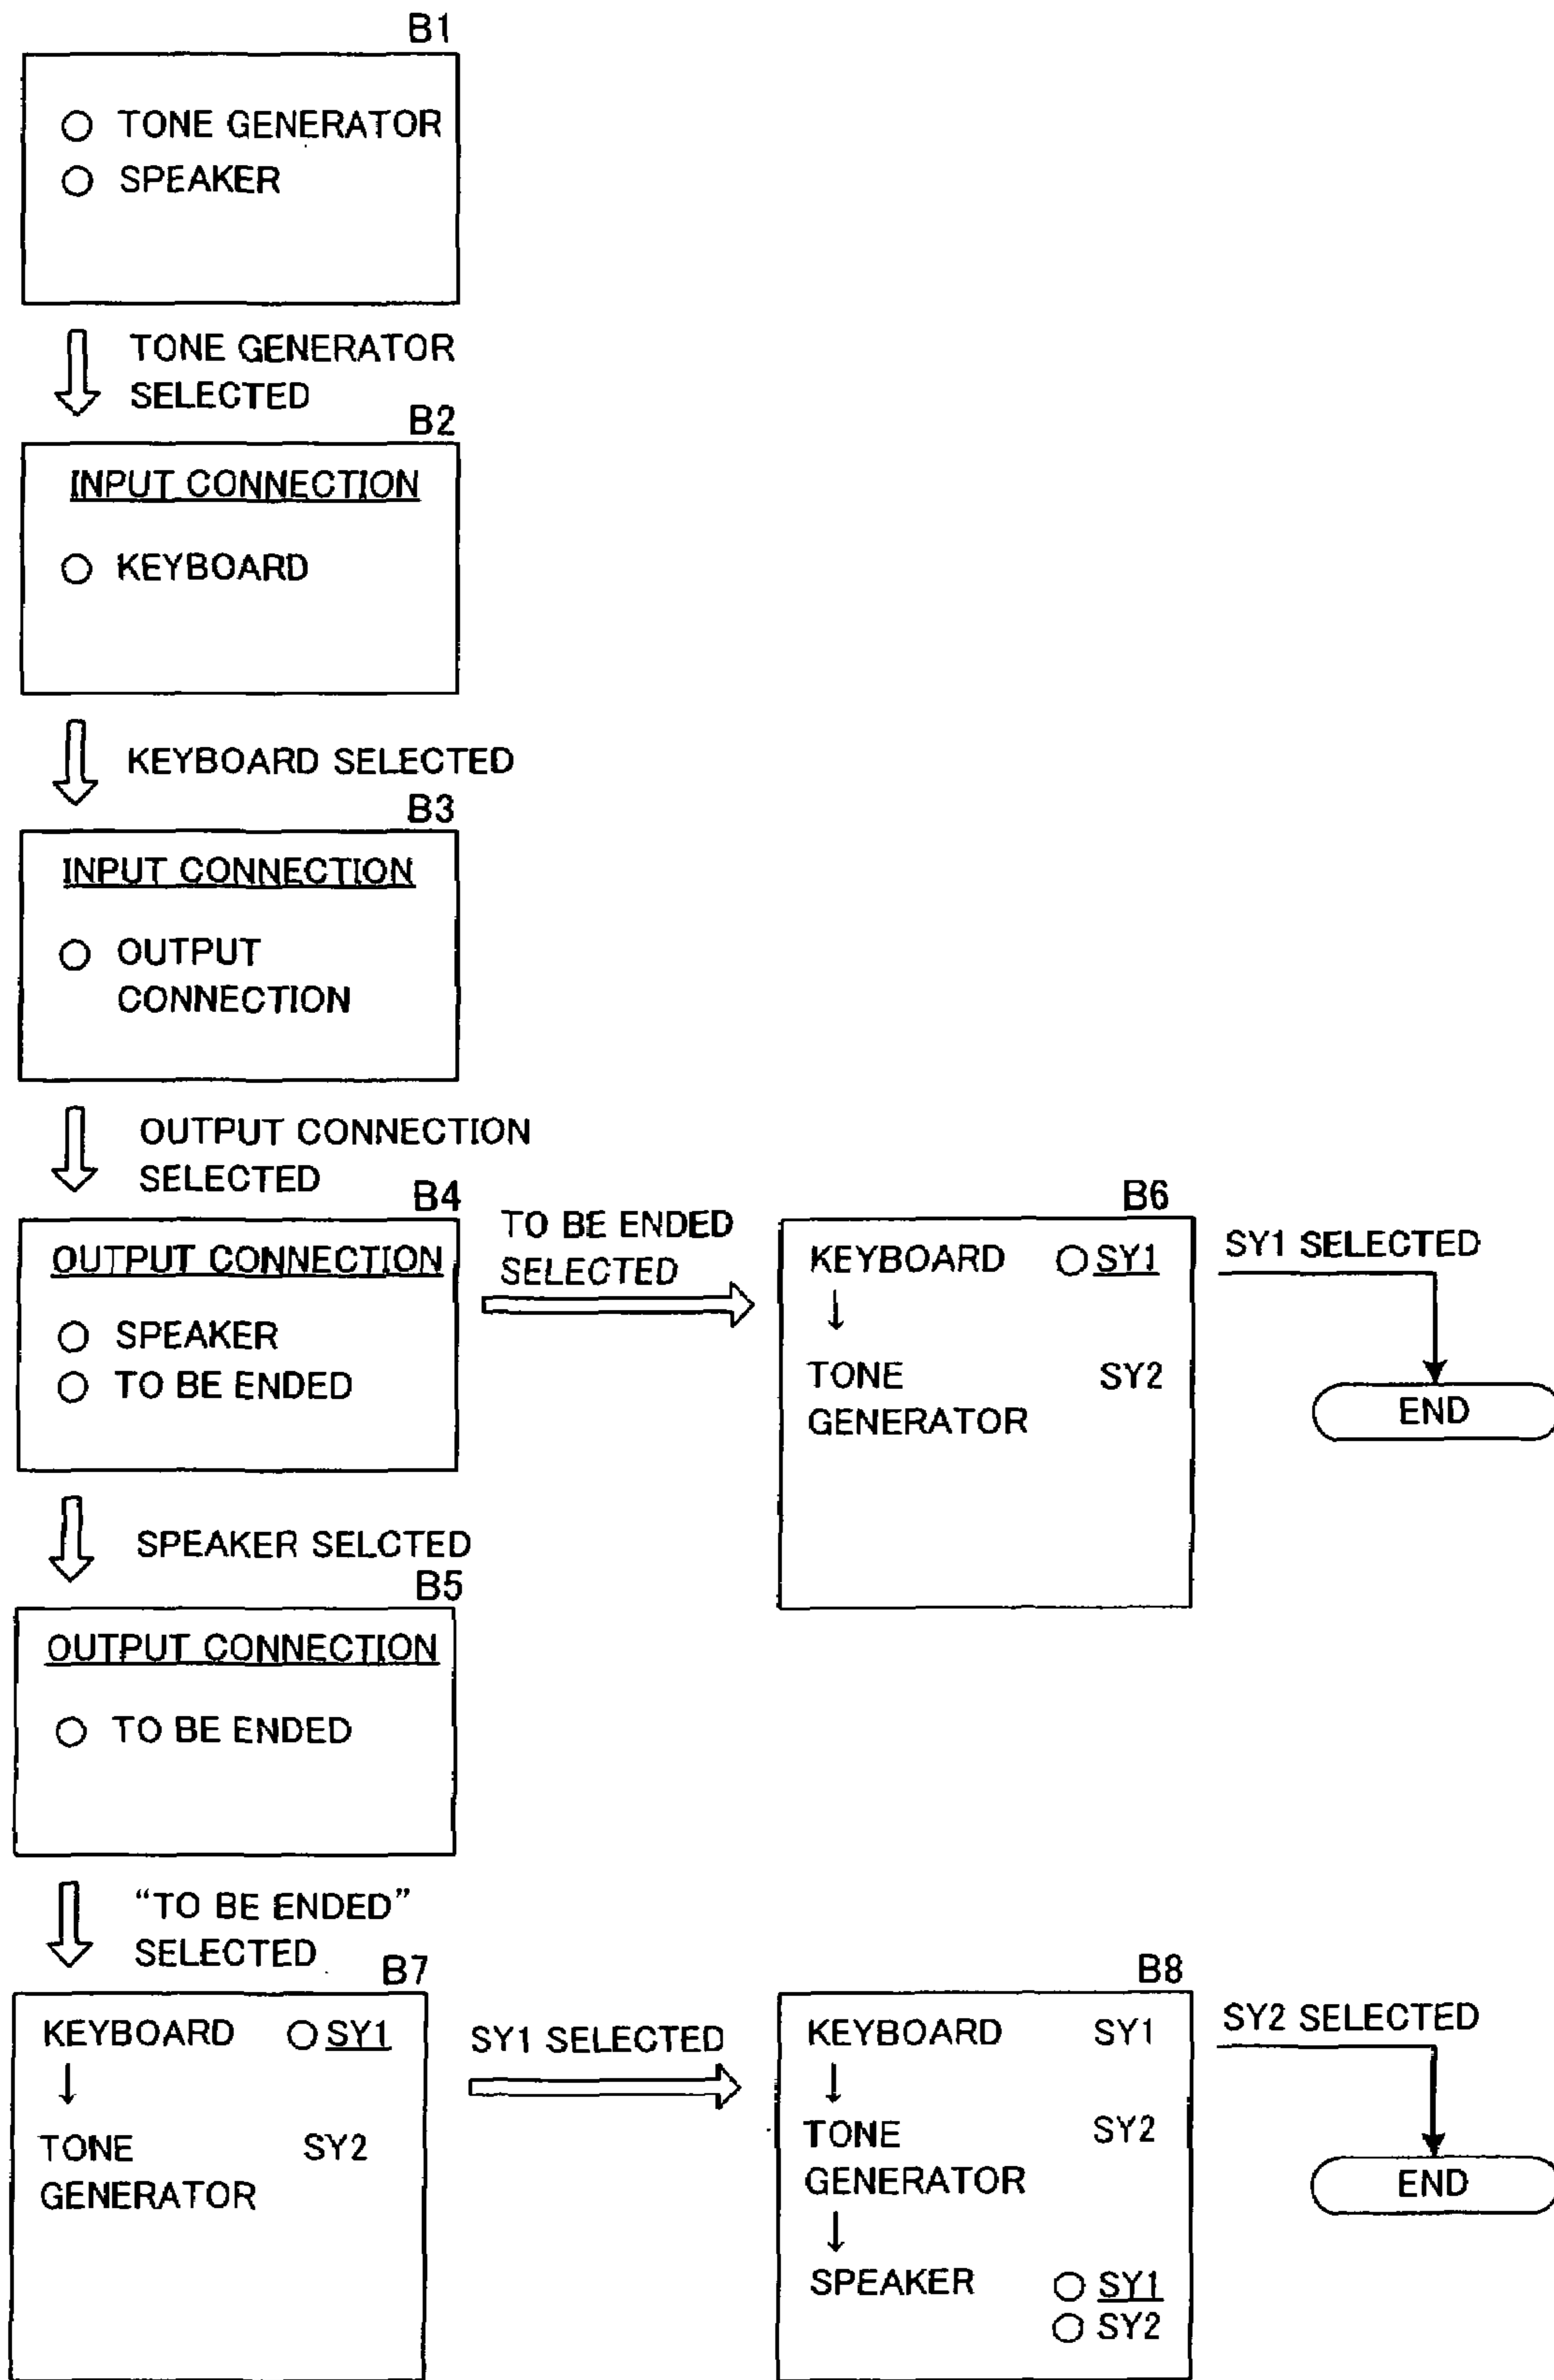 B1
○ TONE GENERATOR
○ SPEAKER
TONE GENERATOR
SELECTED
B2
INPUT CONNECTION
○ KEYBOARD
KEYBOARD SELECTED
B3
INPUT CONNECTION
○ OUTPUT
CONNECTION
OUTPUT CONNECTION
SELECTED
B4
OUTPUT CONNECTION
○ SPEAKER
○ TO BE ENDED
TO BE ENDED
SELECTED
B6
KEYBOARD ○ SY1
↓
TONE SY2
GENERATOR
SY1 SELECTED
END
SPEAKER SELCTED
B5
OUTPUT CONNECTION
○ TO BE ENDED
“TO BE ENDED”
SELECTED
B7
KEYBOARD ○ SY1
↓
TONE SY2
GENERATOR
SY1 SELECTED
B8
KEYBOARD SY1
↓
TONE SY2
GENERATOR
↓
SPEAKER ○ SY1
○ SY2
SY2 SELECTED
END